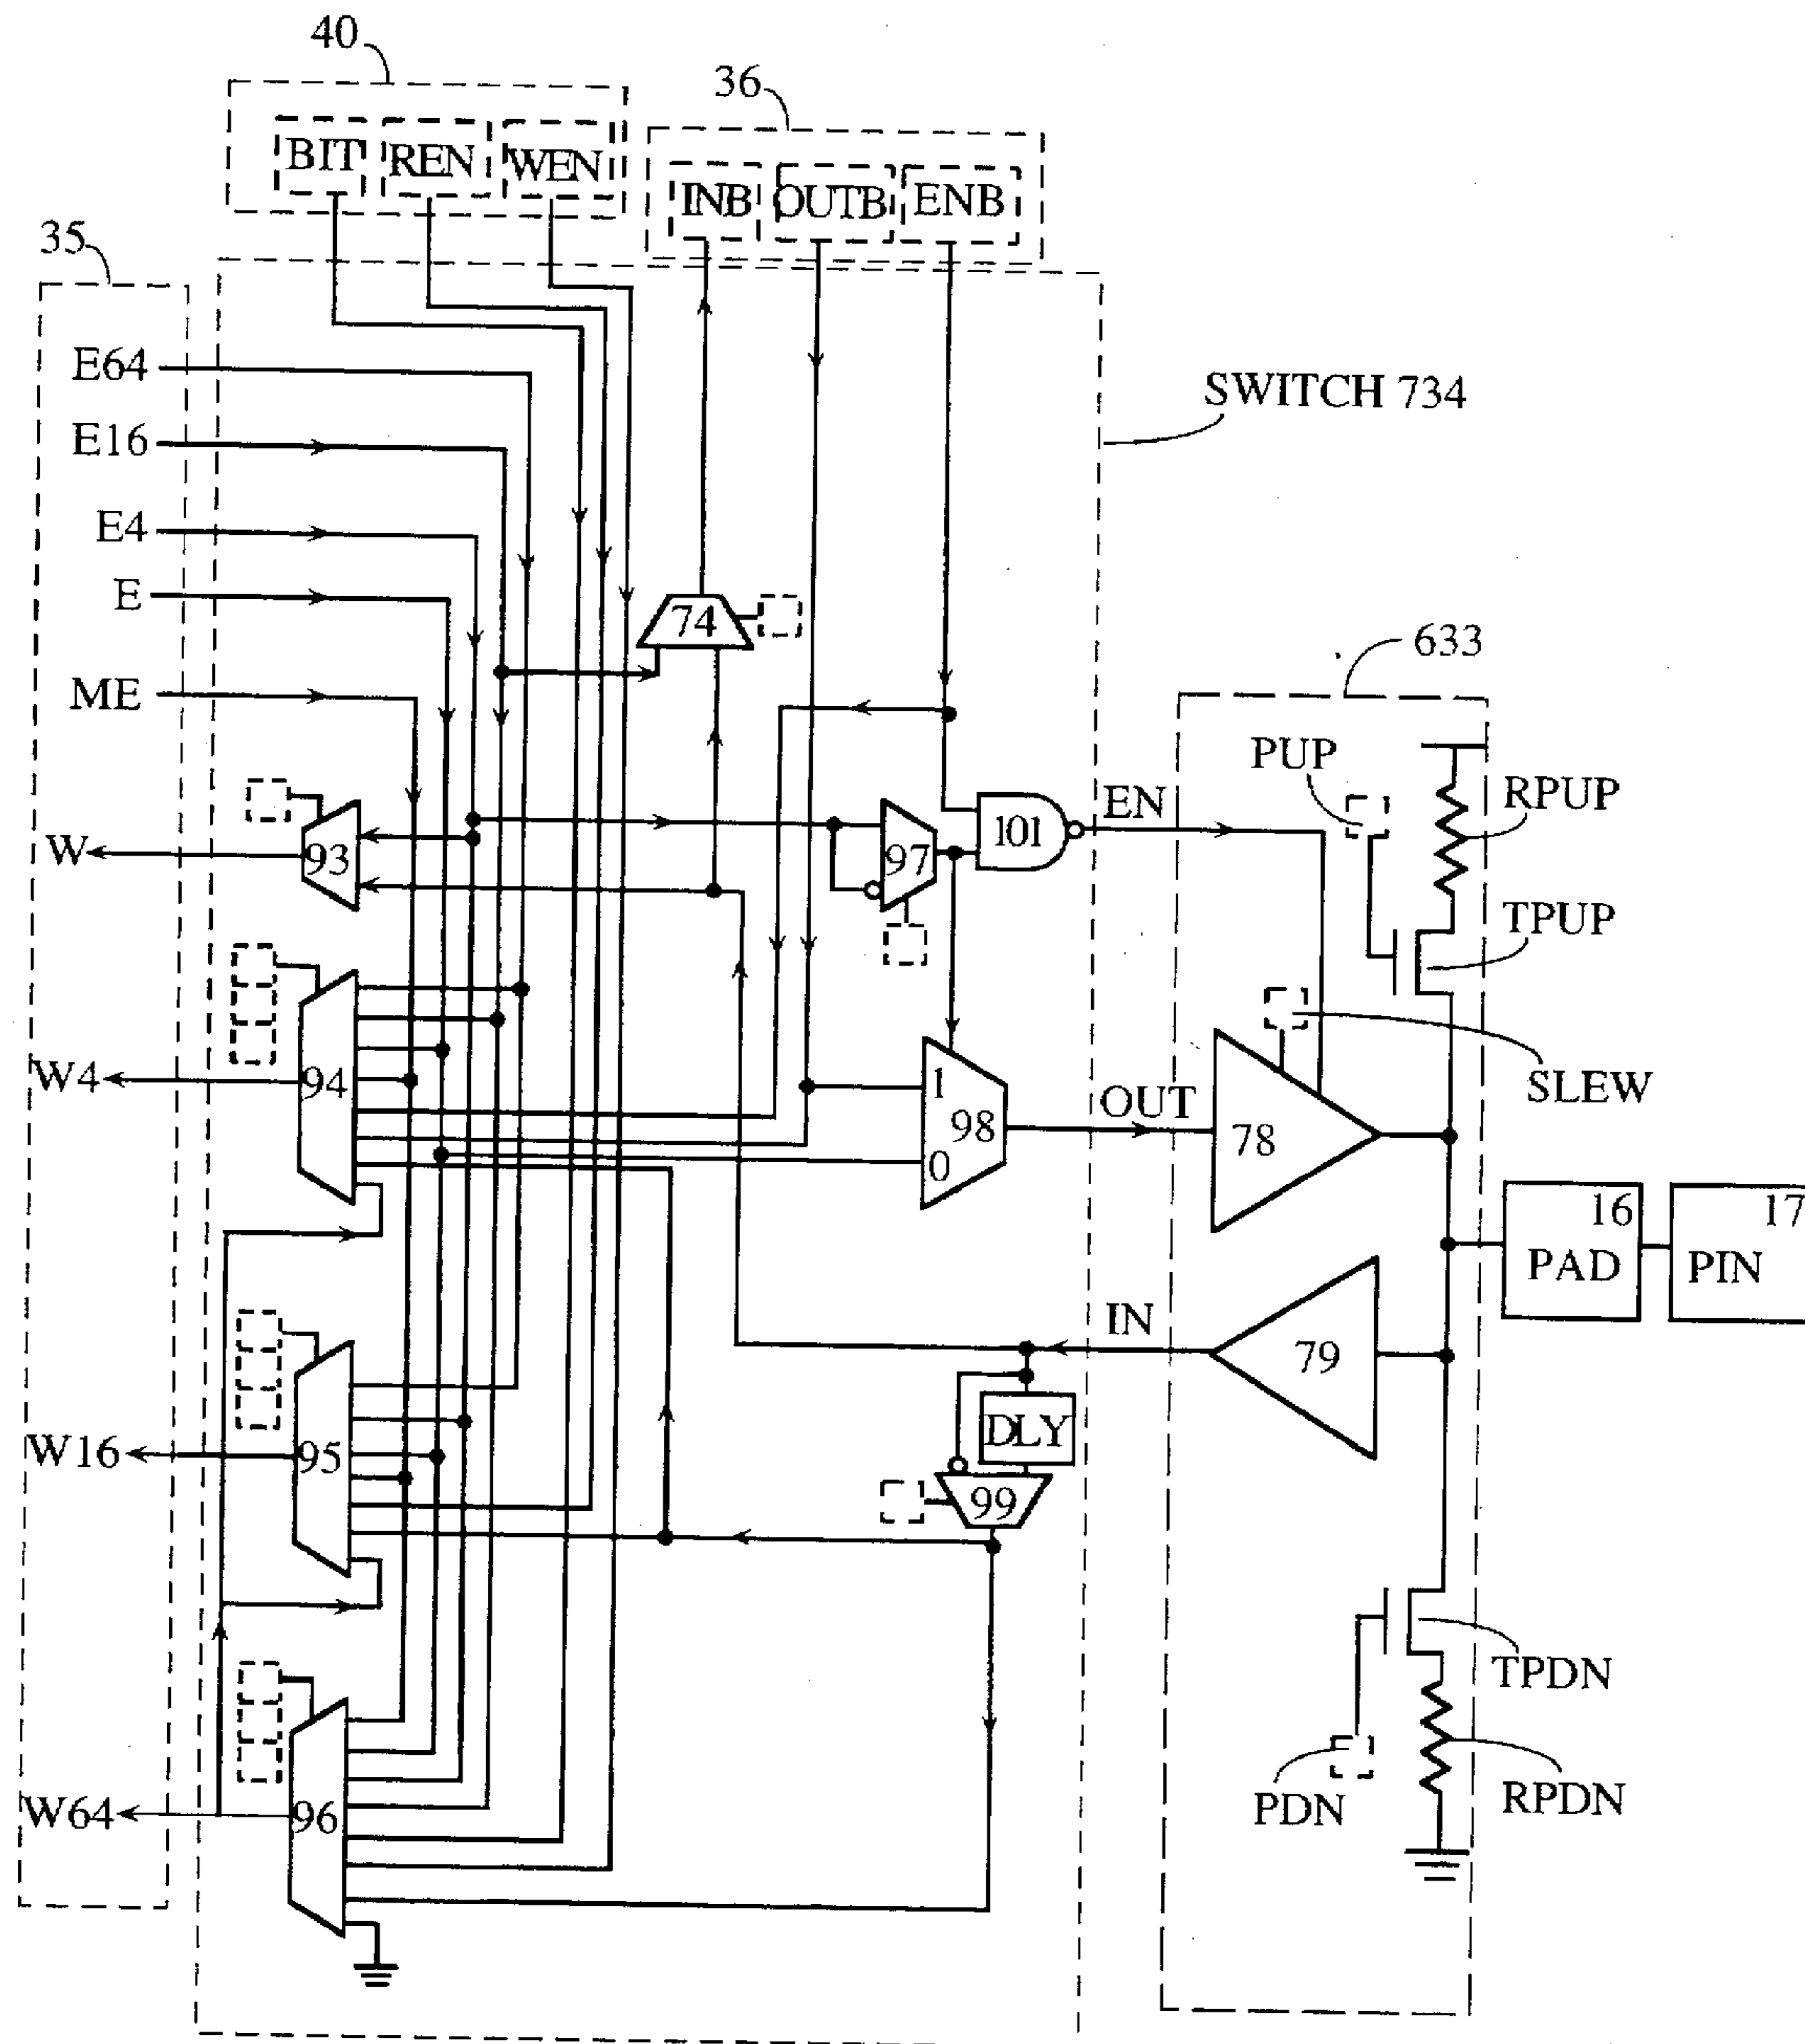 40
36
BIT REN WEN
INB OUTB ENB
35
E64
SWITCH 734
E16
E4
E
74
633
ME
PUP
RPUP
EN
101
W
93
97
TPUP
SLEW
W4
94
1
98
0
OUT
78
16
PAD
17
PIN
IN
79
DLY
W16
95
99
TPDN
PDN
RPDN
W64
96